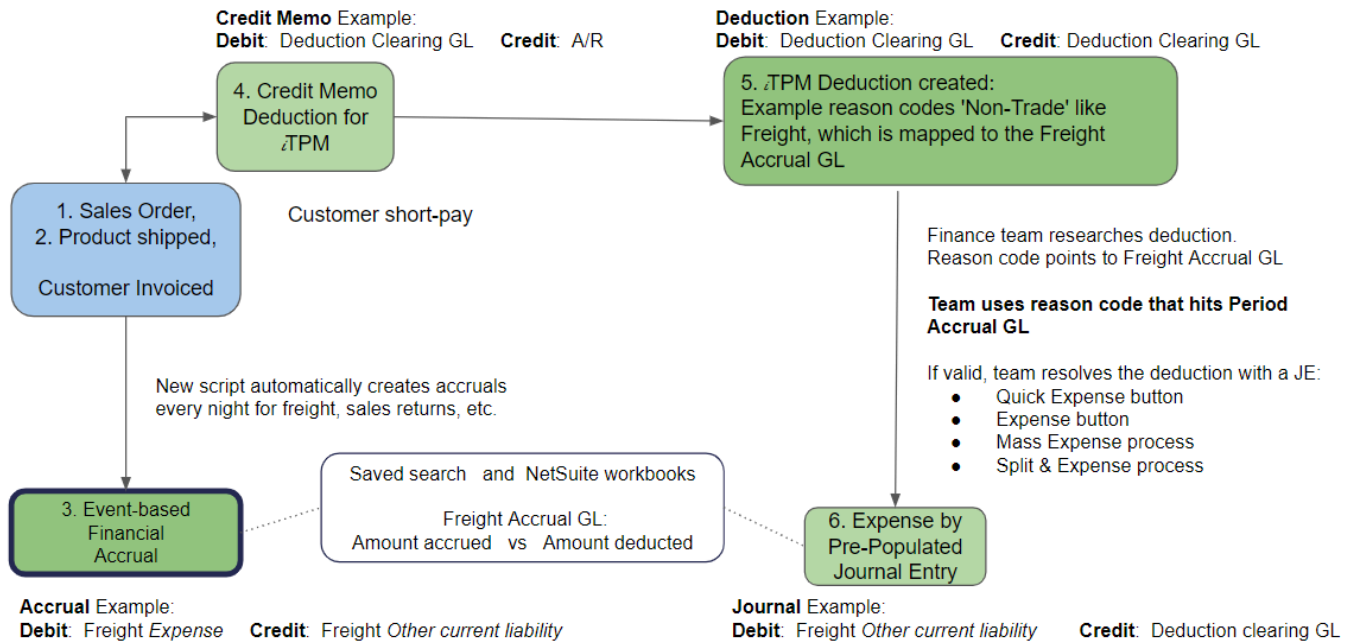 Credit Memo Example:
Debit: Deduction Clearing GL Credit: A/R
Deduction Example:
Debit: Deduction Clearing GL Credit: Deduction Clearing GL
4. Credit Memo
Deduction for
iTPM
5. iTPM Deduction created:
Example reason codes 'Non-Trade' like
Freight, which is mapped to the Freight
Accrual GL
1. Sales Order,
2. Product shipped,
Customer Invoiced
Customer short-pay
Finance team researches deduction.
Reason code points to Freight Accrual GL
Team uses reason code that hits Period
Accrual GL
If valid, team resolves the deduction with a JE:
● Quick Expense button
● Expense button
● Mass Expense process
● Split & Expense process
New script automatically creates accruals
every night for freight, sales returns, etc.
3. Event-based
Financial
Accrual
Saved search and NetSuite workbooks
Freight Accrual GL:
Amount accrued vs Amount deducted
6. Expense by
Pre-Populated
Journal Entry
Accrual Example:
Debit: Freight Expense Credit: Freight Other current liability
Journal Example:
Debit: Freight Other current liability Credit: Deduction clearing GL